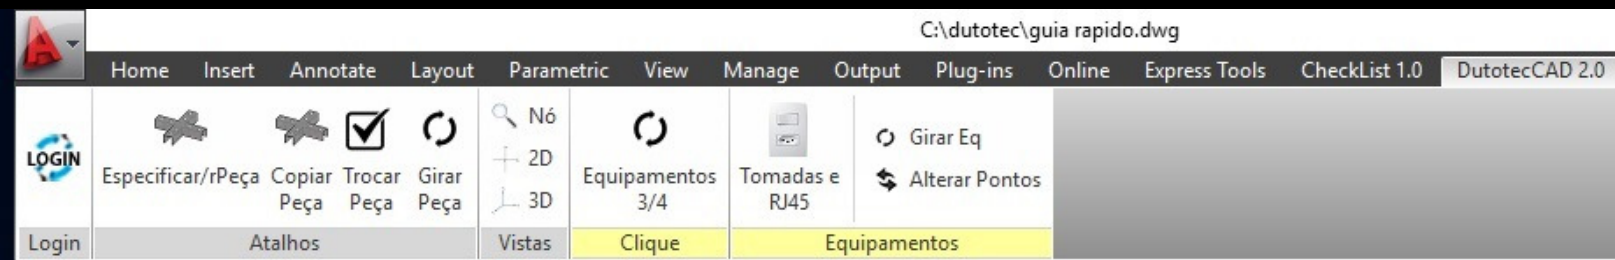 C:\dutotec\guia rapido.dwg
Home Insert Annotate Layout Parametric View Manage Output Plug-ins Online Express Tools CheckList 1.0 DutotecCAD 2.0
LOGIN
Especificar/rPeça
Copiar
Peça
Trocar
Peça
Girar
Peça
Nó
2D
3D
Equipamentos
3/4
Tomadas e
RJ45
Girar Eq
Alterar Pontos
Login Atalhos Vistas Clique Equipamentos